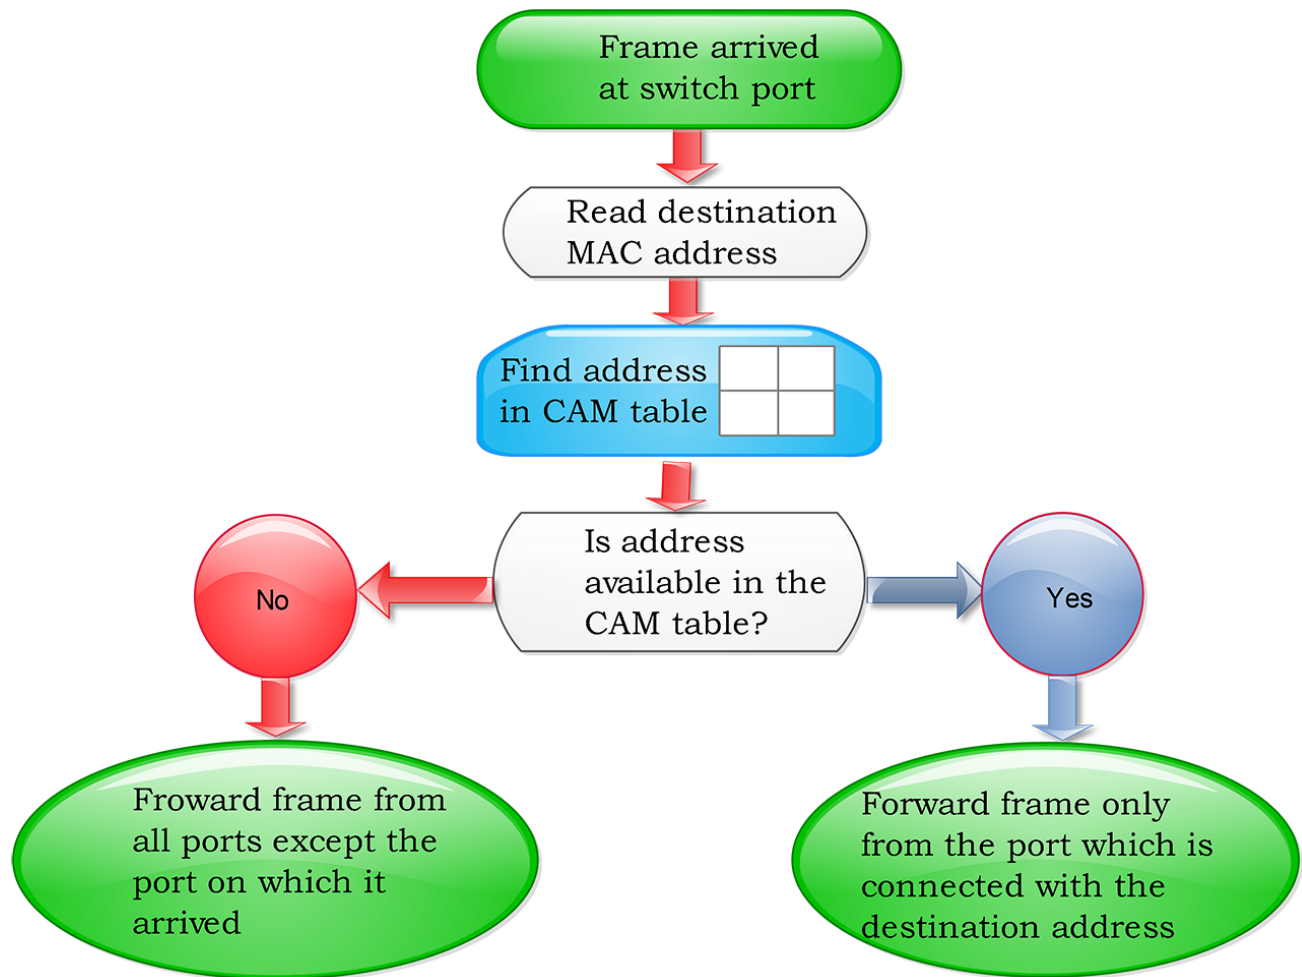 Frame arrived
at switch port
Read destination
MAC address
Find address
in CAM table
Is address
available in the
CAM table?
No
Yes
Froward frame from
all ports except the
port on which it
arrived
Forward frame only
from the port which is
connected with the
destination address